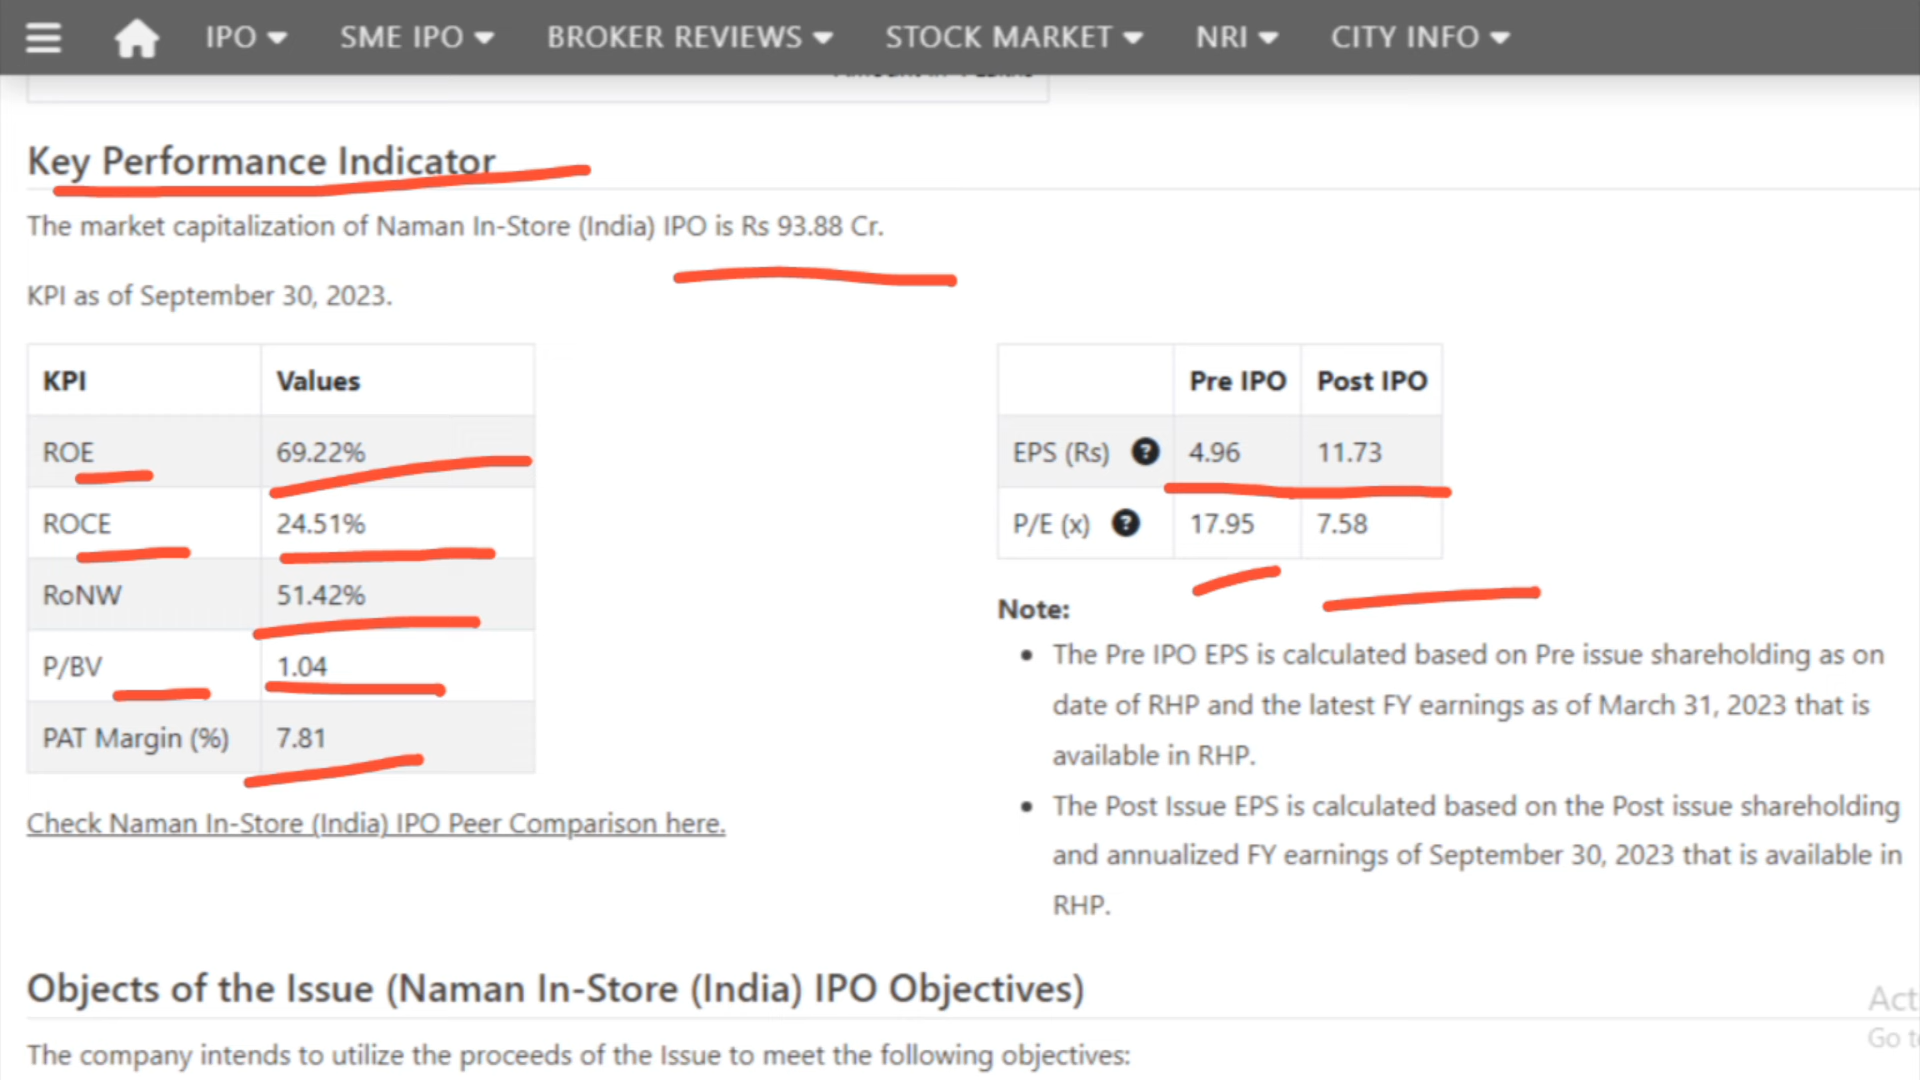 IPO SME IPO BROKER REVIEWS STOCK MARKET NRI CITY INFO
Key Performance Indicator
The market capitalization of Naman In-Store (India) IPO is Rs 93.88 Cr.
KPI as of September 30, 2023.
KPI Values
ROE 69.22%
ROCE 24.51%
RoNW 51.42%
P/BV 1.04
PAT Margin (%) 7.81
Check Naman In-Store (India) IPO Peer Comparison here.
Pre IPO Post IPO
EPS (Rs) ? 4.96 11.73
P/E (x) ? 17.95 7.58
Note:
• The Pre IPO EPS is calculated based on Pre issue shareholding as on
date of RHP and the latest FY earnings as of March 31, 2023 that is
available in RHP.
• The Post Issue EPS is calculated based on the Post issue shareholding
and annualized FY earnings of September 30, 2023 that is available in
RHP.
Objects of the Issue (Naman In-Store (India) IPO Objectives)
The company intends to utilize the proceeds of the Issue to meet the following objectives:
Act
Go to